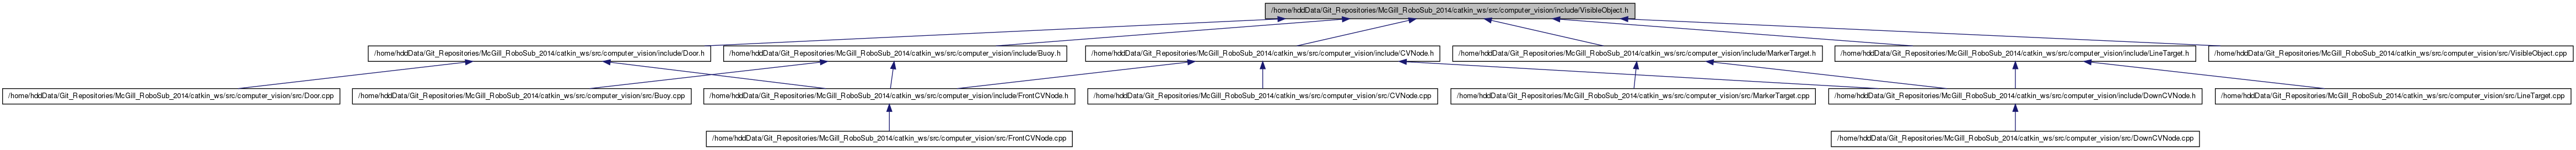 /home/hddData/Git_Repositories/McGill_RoboSub_2014/catkin_ws/src/computer_vision/include/VisibleObject.h
/home/hddData/Git_Repositories/McGill_RoboSub_2014/catkin_ws/src/computer_vision/include/Door.h
/home/hddData/Git_Repositories/McGill_RoboSub_2014/catkin_ws/src/computer_vision/include/Buoy.h
/home/hddData/Git_Repositories/McGill_RoboSub_2014/catkin_ws/src/computer_vision/include/CVNode.h
/home/hddData/Git_Repositories/McGill_RoboSub_2014/catkin_ws/src/computer_vision/include/MarkerTarget.h
/home/hddData/Git_Repositories/McGill_RoboSub_2014/catkin_ws/src/computer_vision/include/LineTarget.h
/home/hddData/Git_Repositories/McGill_RoboSub_2014/catkin_ws/src/computer_vision/src/VisibleObject.cpp
/home/hddData/Git_Repositories/McGill_RoboSub_2014/catkin_ws/src/computer_vision/src/Door.cpp
/home/hddData/Git_Repositories/McGill_RoboSub_2014/catkin_ws/src/computer_vision/src/Buoy.cpp
/home/hddData/Git_Repositories/McGill_RoboSub_2014/catkin_ws/src/computer_vision/include/FrontCVNode.h
/home/hddData/Git_Repositories/McGill_RoboSub_2014/catkin_ws/src/computer_vision/src/CVNode.cpp
/home/hddData/Git_Repositories/McGill_RoboSub_2014/catkin_ws/src/computer_vision/src/MarkerTarget.cpp
/home/hddData/Git_Repositories/McGill_RoboSub_2014/catkin_ws/src/computer_vision/include/DownCVNode.h
/home/hddData/Git_Repositories/McGill_RoboSub_2014/catkin_ws/src/computer_vision/src/LineTarget.cpp
/home/hddData/Git_Repositories/McGill_RoboSub_2014/catkin_ws/src/computer_vision/src/FrontCVNode.cpp
/home/hddData/Git_Repositories/McGill_RoboSub_2014/catkin_ws/src/computer_vision/src/DownCVNode.cpp